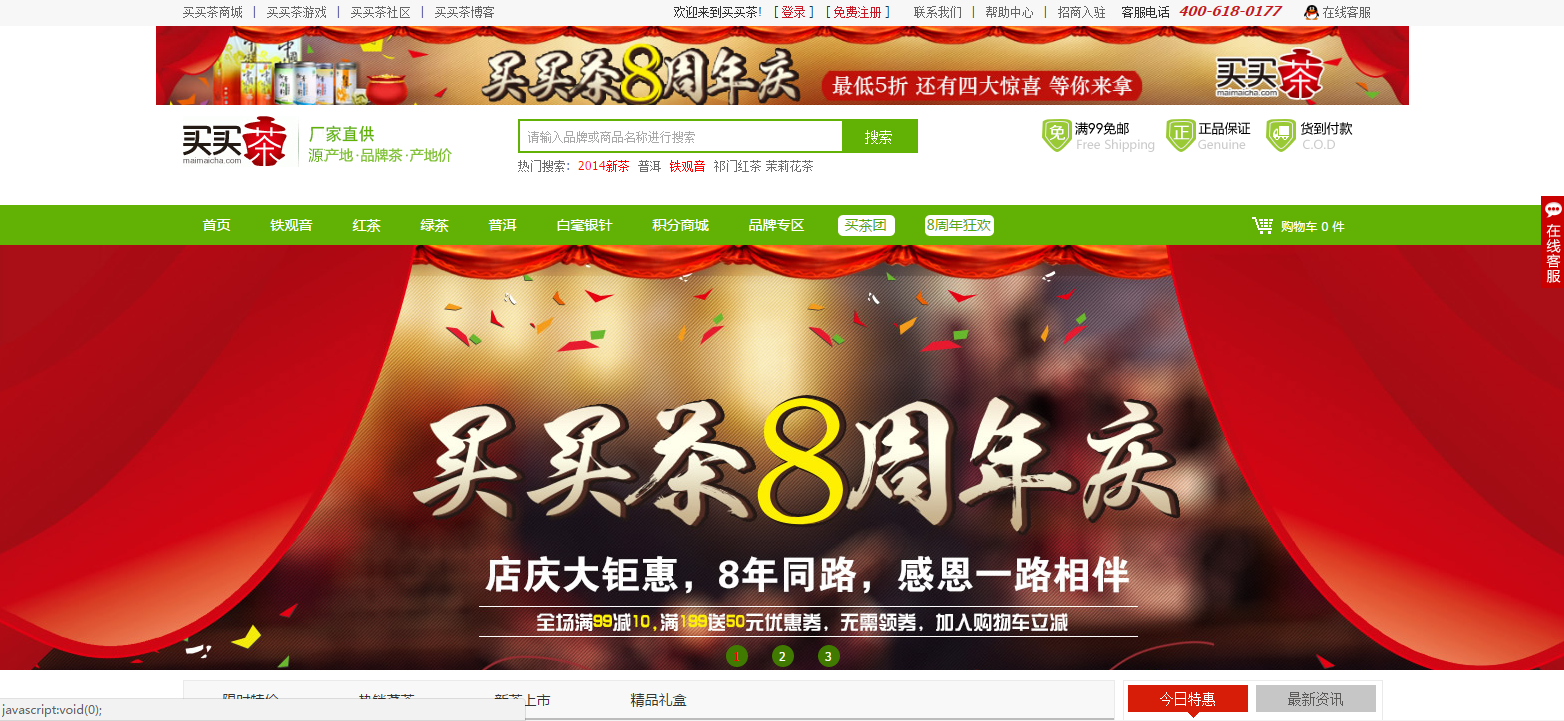 买买茶商城 | 买买茶游戏 | 买买茶社区 | 买买茶博客 欢迎来到买买茶! [ 登录 ] [ 免费注册 ] 联系我们 | 帮助中心 | 招商入驻 客服电话 400-618-0177 在线客服
买买茶8周年庆 最低5折 还有四大惊喜 等你来拿 买买茶
maimaicha.com
买买茶
maimaicha.com
厂家直供
源产地·品牌茶·产地价
请输入品牌或商品名称进行搜索 搜索
热门搜索: 2014新茶 普洱 铁观音 祁门红茶 茉莉花茶
免 满99免邮 正 正品保证 货到付款
Free Shipping Genuine C.O.D
首页 铁观音 红茶 绿茶 普洱 白毫银针 积分商城 品牌专区 买茶团 8周年狂欢 购物车 0 件
在线客服
买买茶8周年庆
店庆大钜惠，8年同路，感恩一路相伴
全场满99减10,满199送50元优惠券，无需领券，加入购物车立减
1 2 3
限时特价 热销茗茶 新茶上市 精品礼盒 今日特惠 最新资讯
javascript:void(0);